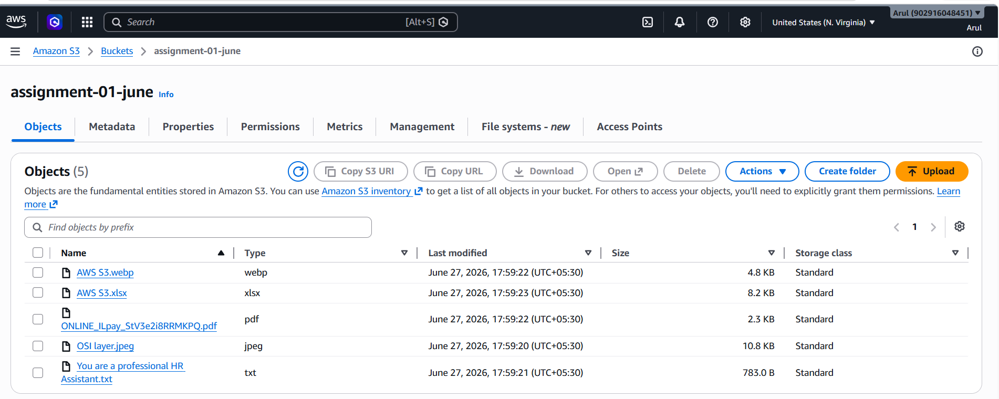 aws
Search [Alt+S]
United States (N. Virginia)
Arul (902916048451)
Arul
Amazon S3 Buckets assignment-01-june
assignment-01-june Info
Objects Metadata Properties Permissions Metrics Management File systems - new Access Points
Objects (5)
Copy S3 URI Copy URL Download Open Delete Actions Create folder Upload
Objects are the fundamental entities stored in Amazon S3. You can use Amazon S3 inventory to get a list of all objects in your bucket. For others to access your objects, you'll need to explicitly grant them permissions. Learn
more
Find objects by prefix
1
Name Type Last modified Size Storage class
AWS S3.webp webp June 27, 2026, 17:59:22 (UTC+05:30) 4.8 KB Standard
AWS S3.xlsx xlsx June 27, 2026, 17:59:23 (UTC+05:30) 8.2 KB Standard
ONLINE_ILpay_StV3e2i8RRMKPQ.pdf pdf June 27, 2026, 17:59:22 (UTC+05:30) 2.3 KB Standard
OSI layer.jpeg jpeg June 27, 2026, 17:59:20 (UTC+05:30) 10.8 KB Standard
You are a professional HR
Assistant.txt txt June 27, 2026, 17:59:21 (UTC+05:30) 783.0 B Standard